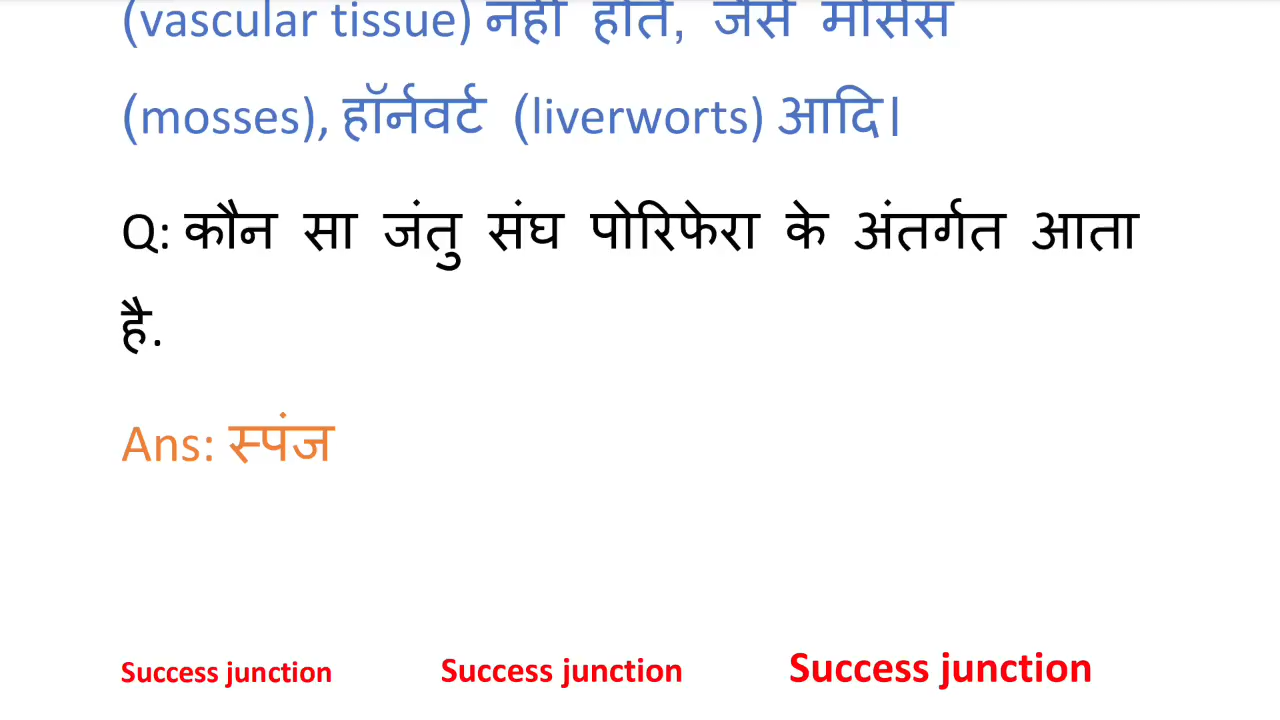 (vascular tissue) नहीं होते, जैसे मॉसेस
(mosses), हॉर्नवर्ट (liverworts) आदि।
Q: कौन सा जंतु संघ पोरिफेरा के अंतर्गत आता
है.
Ans: स्पंज
Success junction Success junction Success junction